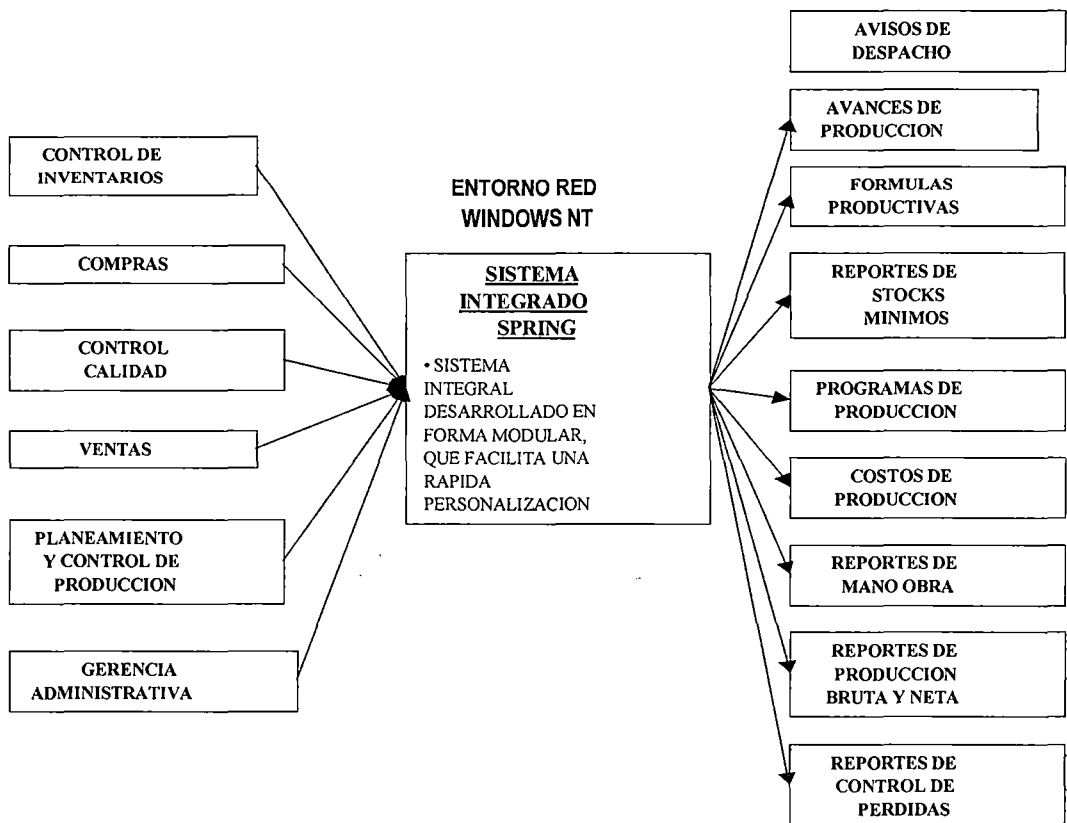 CONTROL DE
INVENTARIOS
COMPRAS
CONTROL
CALIDAD
VENTAS
PLANEAMIENTO
Y CONTROL DE
PRODUCCION
GERENCIA
ADMINISTRATIVA
ENTORNO RED
WINDOWS NT
SISTEMA
INTEGRADO
SPRING
• SISTEMA
INTEGRAL
DESARROLLADO EN
FORMA MODULAR,
QUE FACILITA UNA
RAPIDA
PERSONALIZACION
AVISOS DE
DESPACHO
AVANCES DE
PRODUCCION
FORMULAS
PRODUCTIVAS
REPORTES DE
STOCKS
MINIMOS
PROGRAMAS DE
PRODUCCION
COSTOS DE
PRODUCCION
REPORTES DE
MANO OBRA
REPORTES DE
PRODUCCION
BRUTA Y NETA
REPORTES DE
CONTROL DE
PERDIDAS